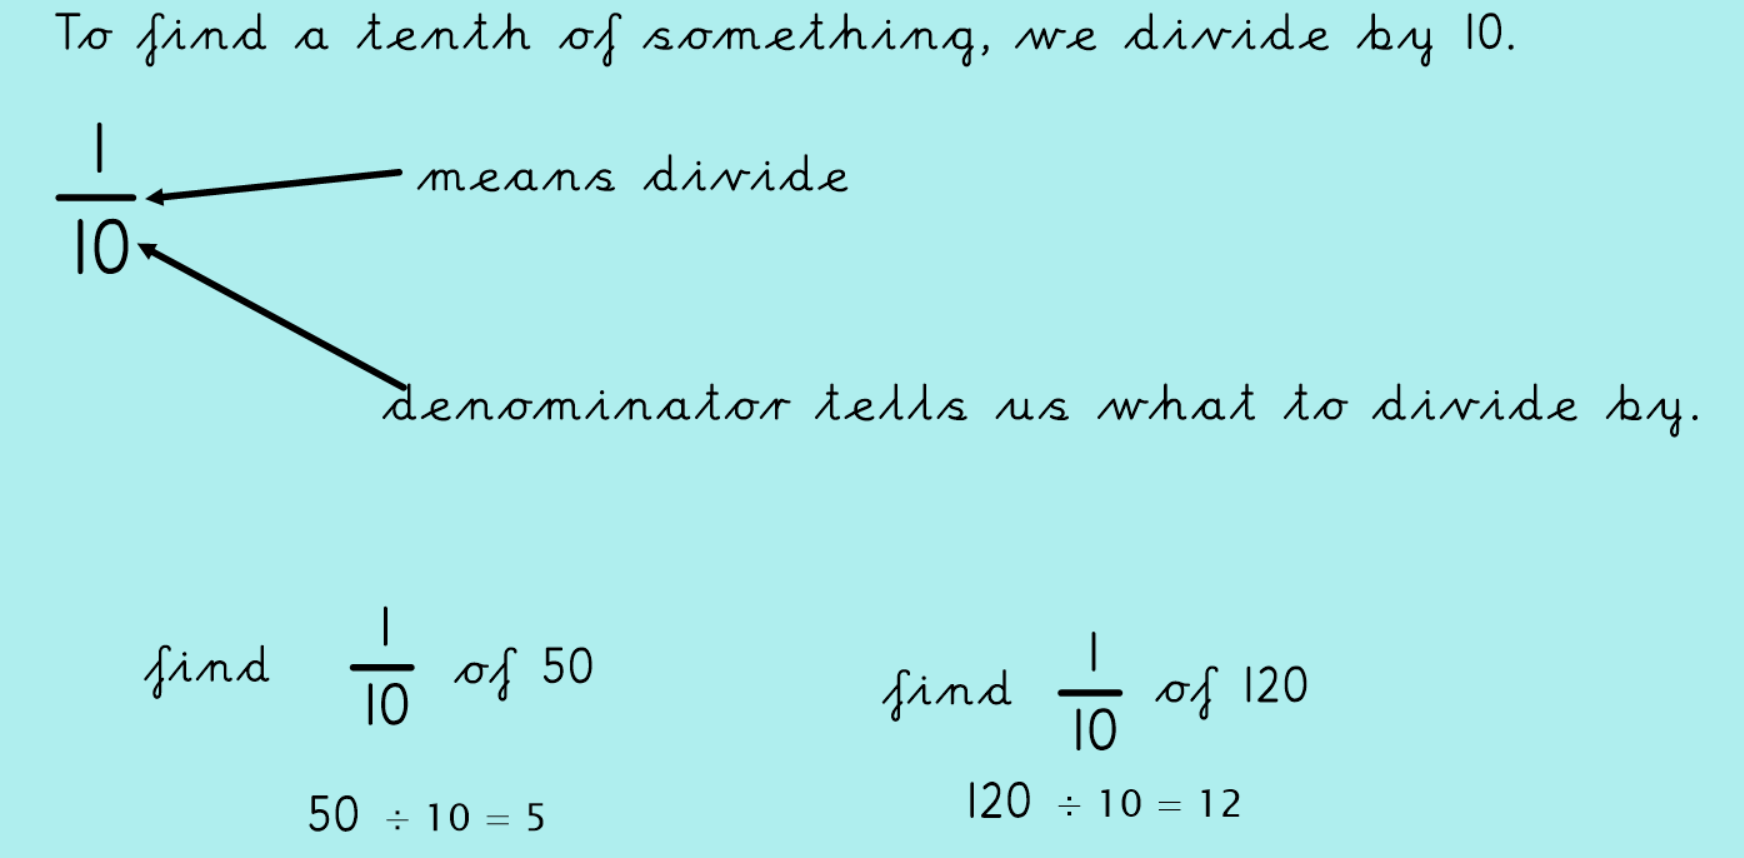 To find a tenth of something, we divide by 10.
1
means divide
10
denominator tells us what to divide by.
find 1/10 of 50
find 1/10 of 120
50 ÷ 10 = 5
120 ÷ 10 = 12